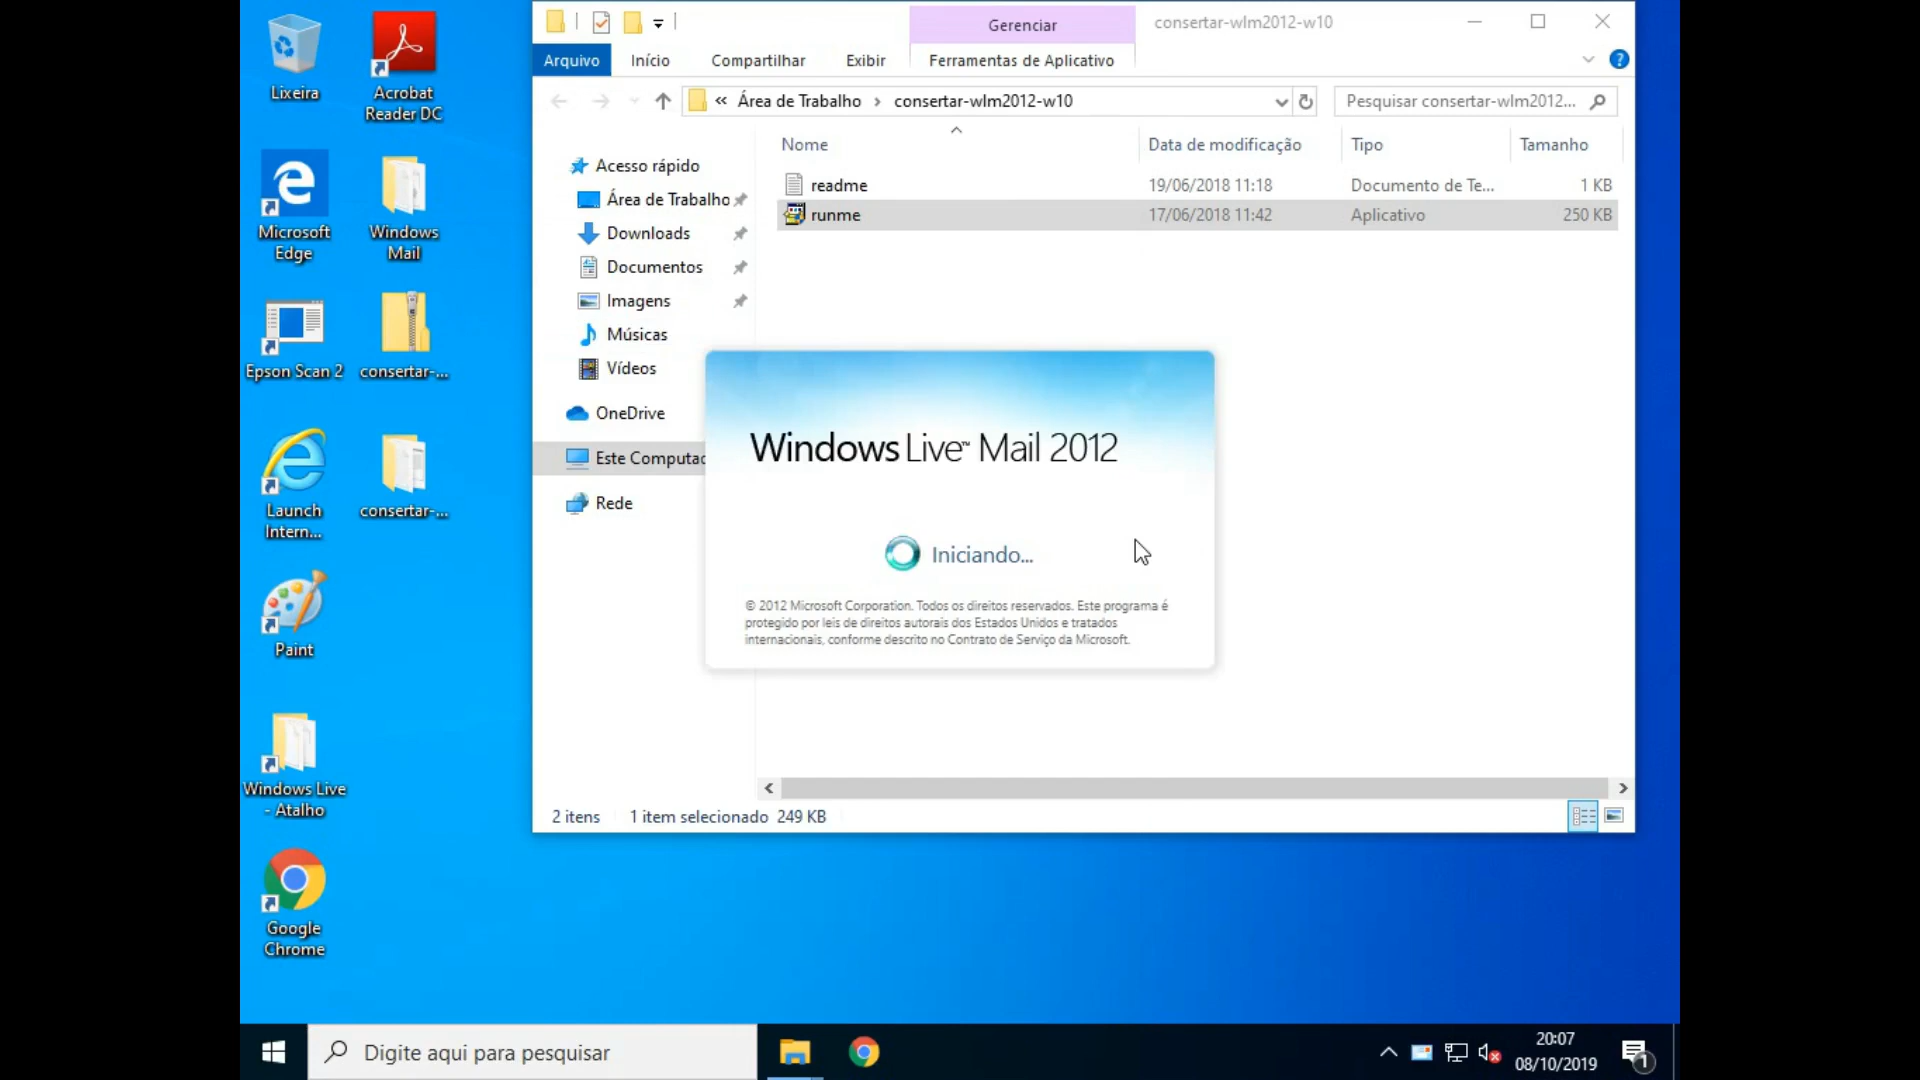 Lixeira
Acrobat
Reader DC
Microsoft
Edge
Windows
Mail
Epson Scan 2
consertar-...
Launch
Intern...
consertar-...
Paint
Windows Live
- Atalho
Google
Chrome
Gerenciar
consertar-wlm2012-w10
Arquivo
Início
Compartilhar
Exibir
Ferramentas de Aplicativo
« Área de Trabalho › consertar-wlm2012-w10
Pesquisar consertar-wlm2012...
Nome
Data de modificação
Tipo
Tamanho
readme
19/06/2018 11:18
Documento de Te...
1 KB
runme
17/06/2018 11:42
Aplicativo
250 KB
Acesso rápido
Área de Trabalho
Downloads
Documentos
Imagens
Músicas
Vídeos
OneDrive
Este Computad
Rede
Windows Live™ Mail 2012
Iniciando...
© 2012 Microsoft Corporation. Todos os direitos reservados. Este programa é
protegido por leis de direitos autorais dos Estados Unidos e tratados
internacionais, conforme descrito no Contrato de Serviço da Microsoft.
2 itens
1 item selecionado 249 KB
Digite aqui para pesquisar
20:07
08/10/2019
1